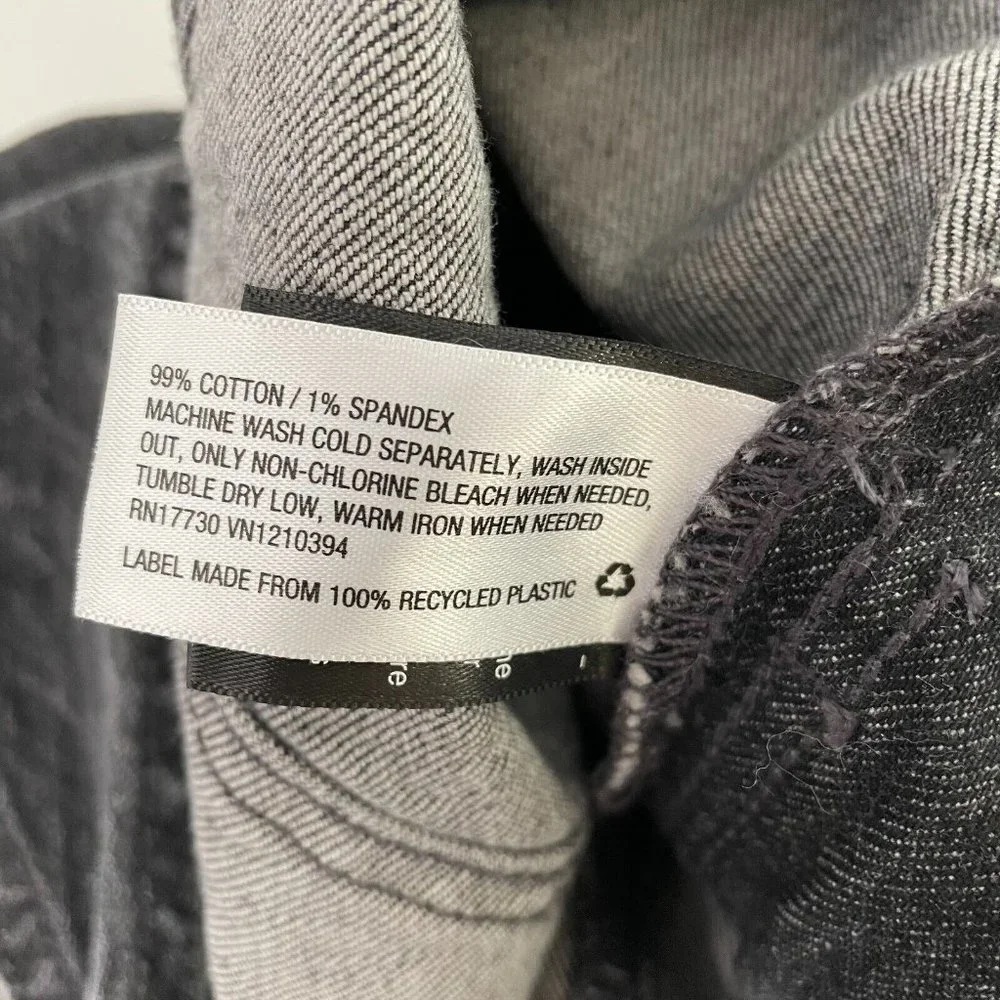 99% COTTON / 1% SPANDEX
MACHINE WASH COLD SEPARATELY, WASH INSIDE
OUT, ONLY NON-CHLORINE BLEACH WHEN NEEDED,
TUMBLE DRY LOW, WARM IRON WHEN NEEDED
RN17730 VN1210394
LABEL MADE FROM 100% RECYCLED PLASTIC